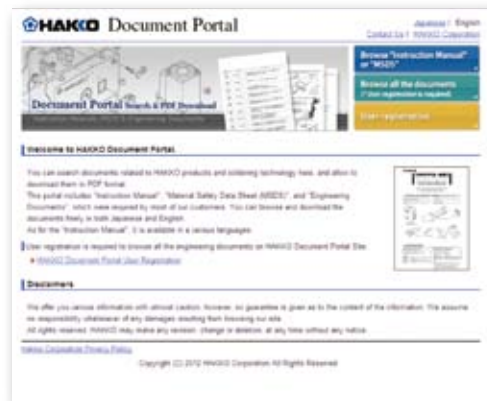 HAKKO Document Portal
Japanese | English
Contact Us | HAKKO Corporation
Document Portal Search & PDF Download
Browse "Instruction Manual"
or "MSDS"
Browse all the documents
(*User registration is required)
User registration
Welcome to HAKKO Document Portal.
You can search documents related to HAKKO products and soldering technology here, and allow to
download them in PDF format.
This portal includes "Instruction Manual", "Material Safety Data Sheet (MSDS)", and "Engineering
Documents", which were required by most of our customers. You can browse and download the
documents freely in both Japanese and English.
As for the "Instruction Manual", it is available in a various languages.
User registration is required to browse all the engineering documents on HAKKO Document Portal Site.
HAKKO Document Portal User Registration
Disclaimers
We offer you various information with utmost caution, however, no guarantee is given as to the content of the information. We assume
no responsibility whatsoever of any damages resulting from browsing our site.
All rights reserved. HAKKO may make any revision, change or deletion, at any time without any notice.
Hakko Corporation Privacy Policy
Copyright (C) 2012 HAKKO Corporation All Rights Reserved.